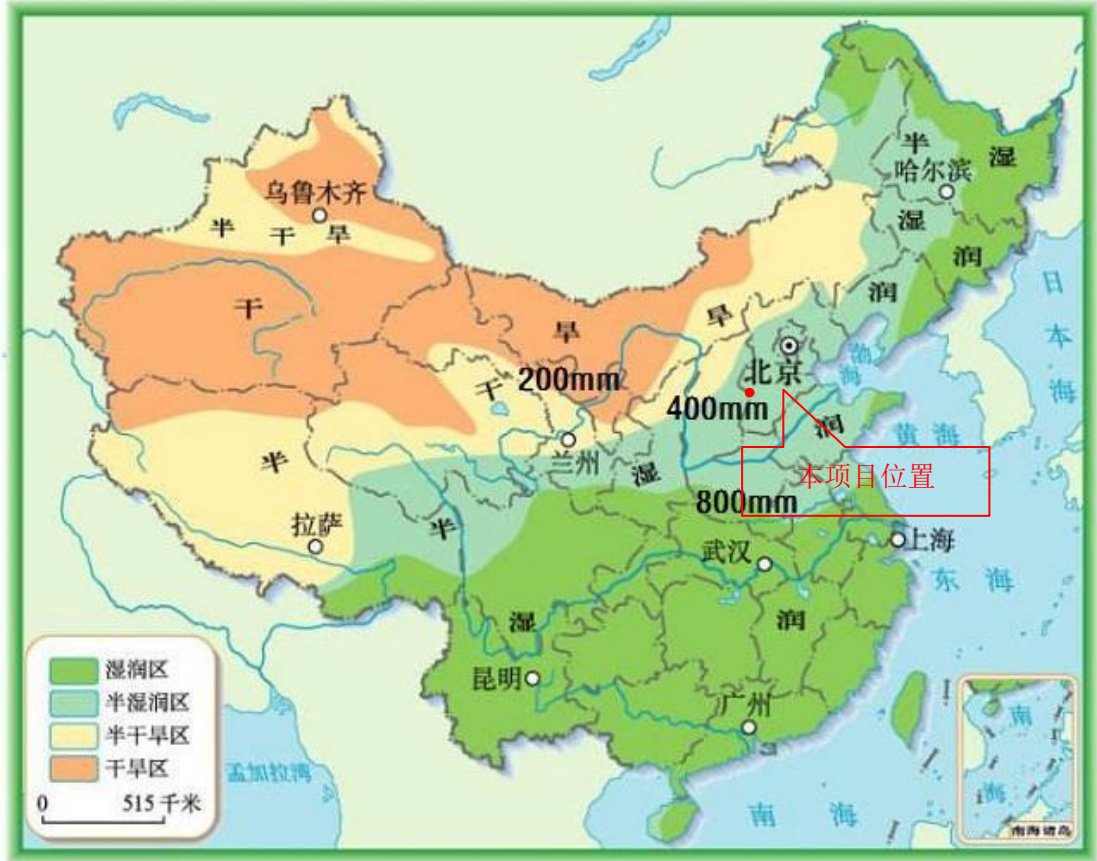 半
湿
哈尔滨
乌鲁木齐
半 干 旱
湿
润
润
日
本
海
干
旱
旱
北京
渤
海
200mm
干
400mm
润
黄 海
兰州
半
湿
本项目位置
800mm
拉萨
半
武汉
上海
东 海
湿
润
昆明
广州
湿润区
半湿润区
半干旱区
干旱区
0 515 千米
孟加拉湾
南 海
南
海
南海诸岛